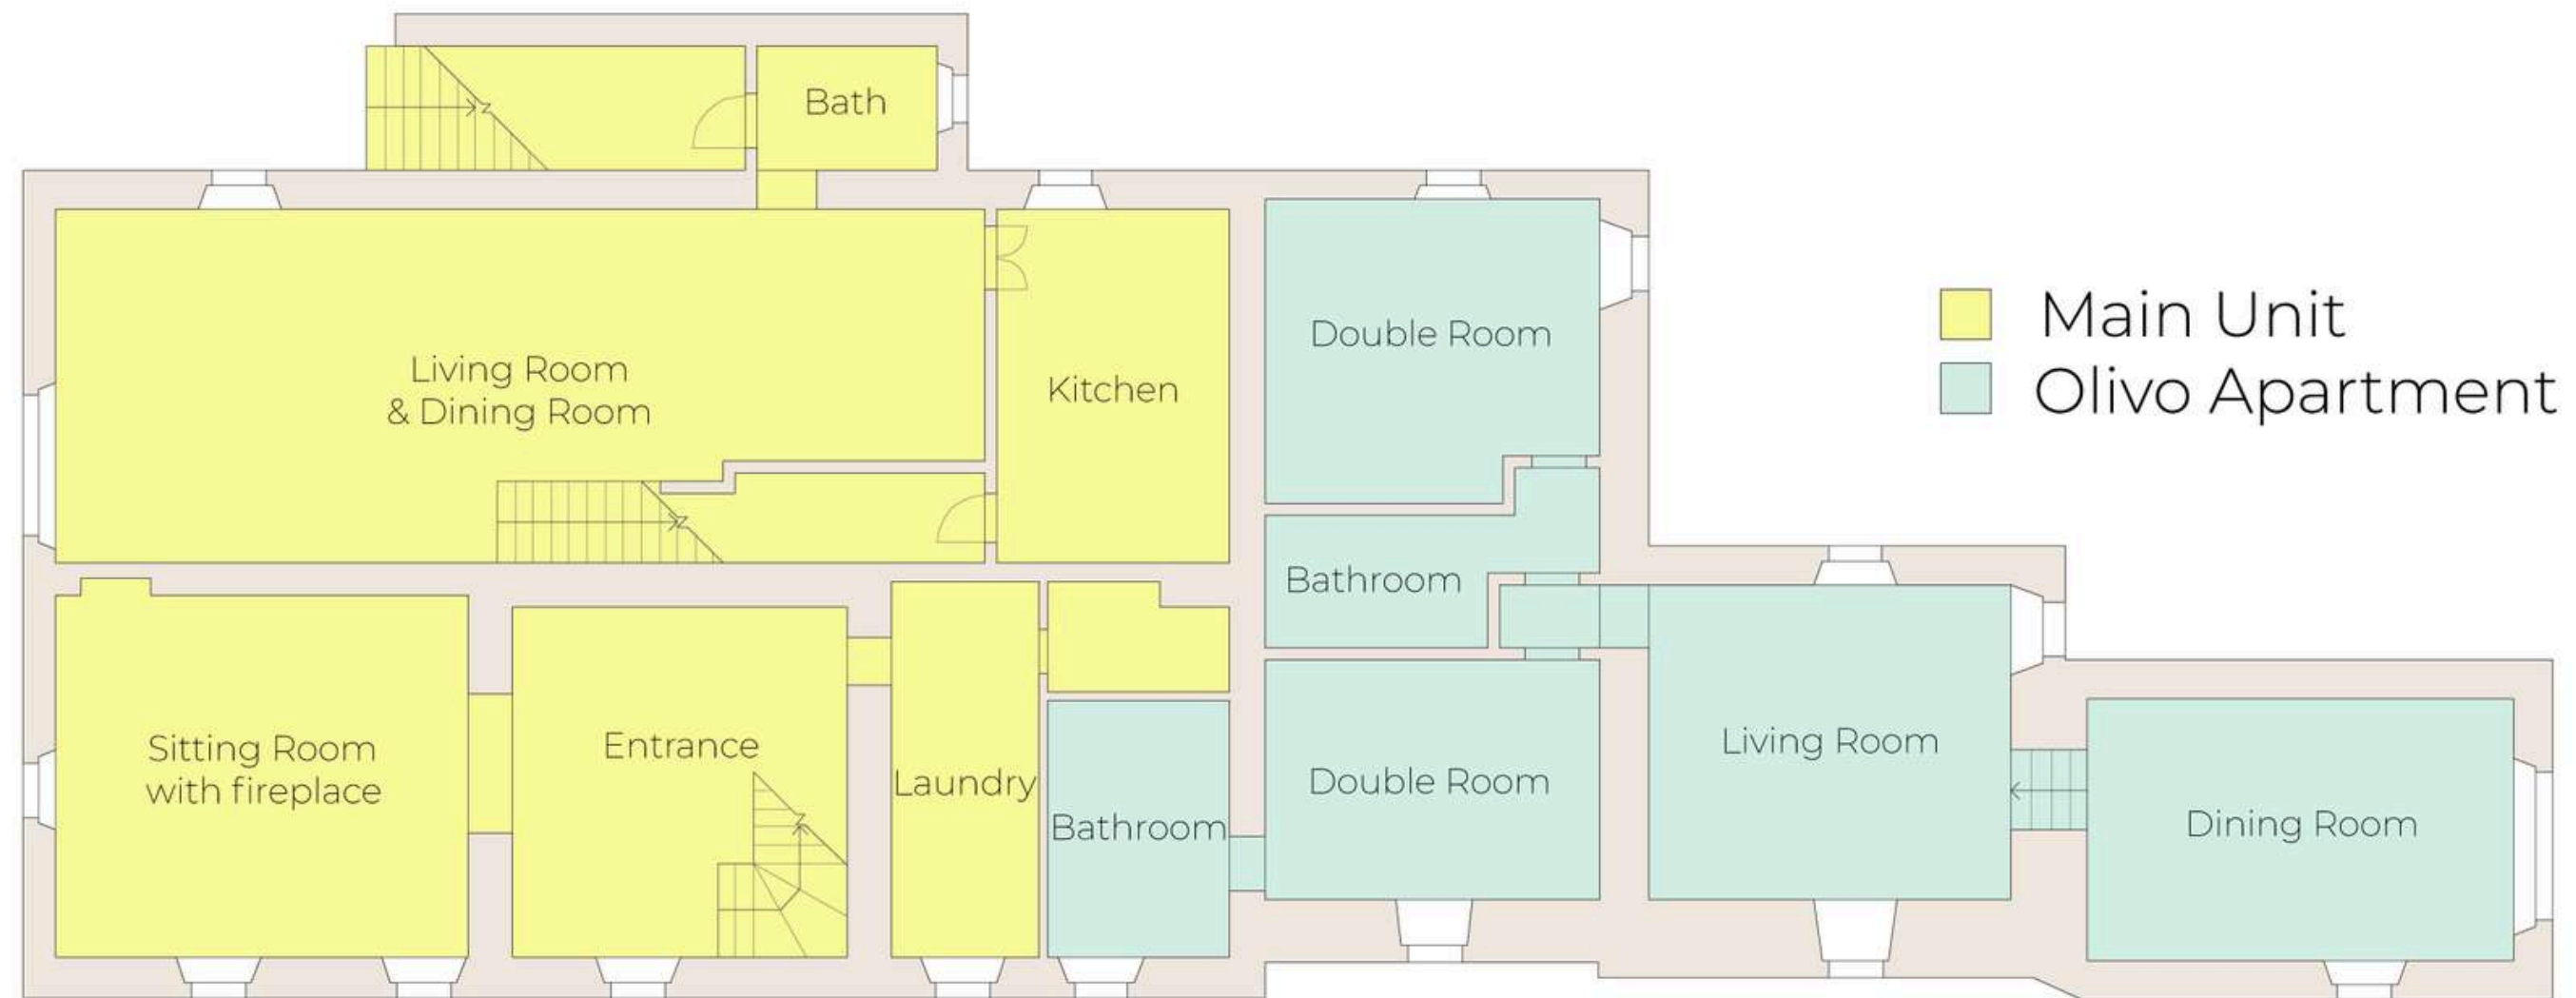 Bath
Living Room
& Dining Room
Kitchen
Double Room
Main Unit
Olivo Apartment
Bathroom
Sitting Room
with fireplace
Entrance
Laundry
Bathroom
Double Room
Living Room
Dining Room